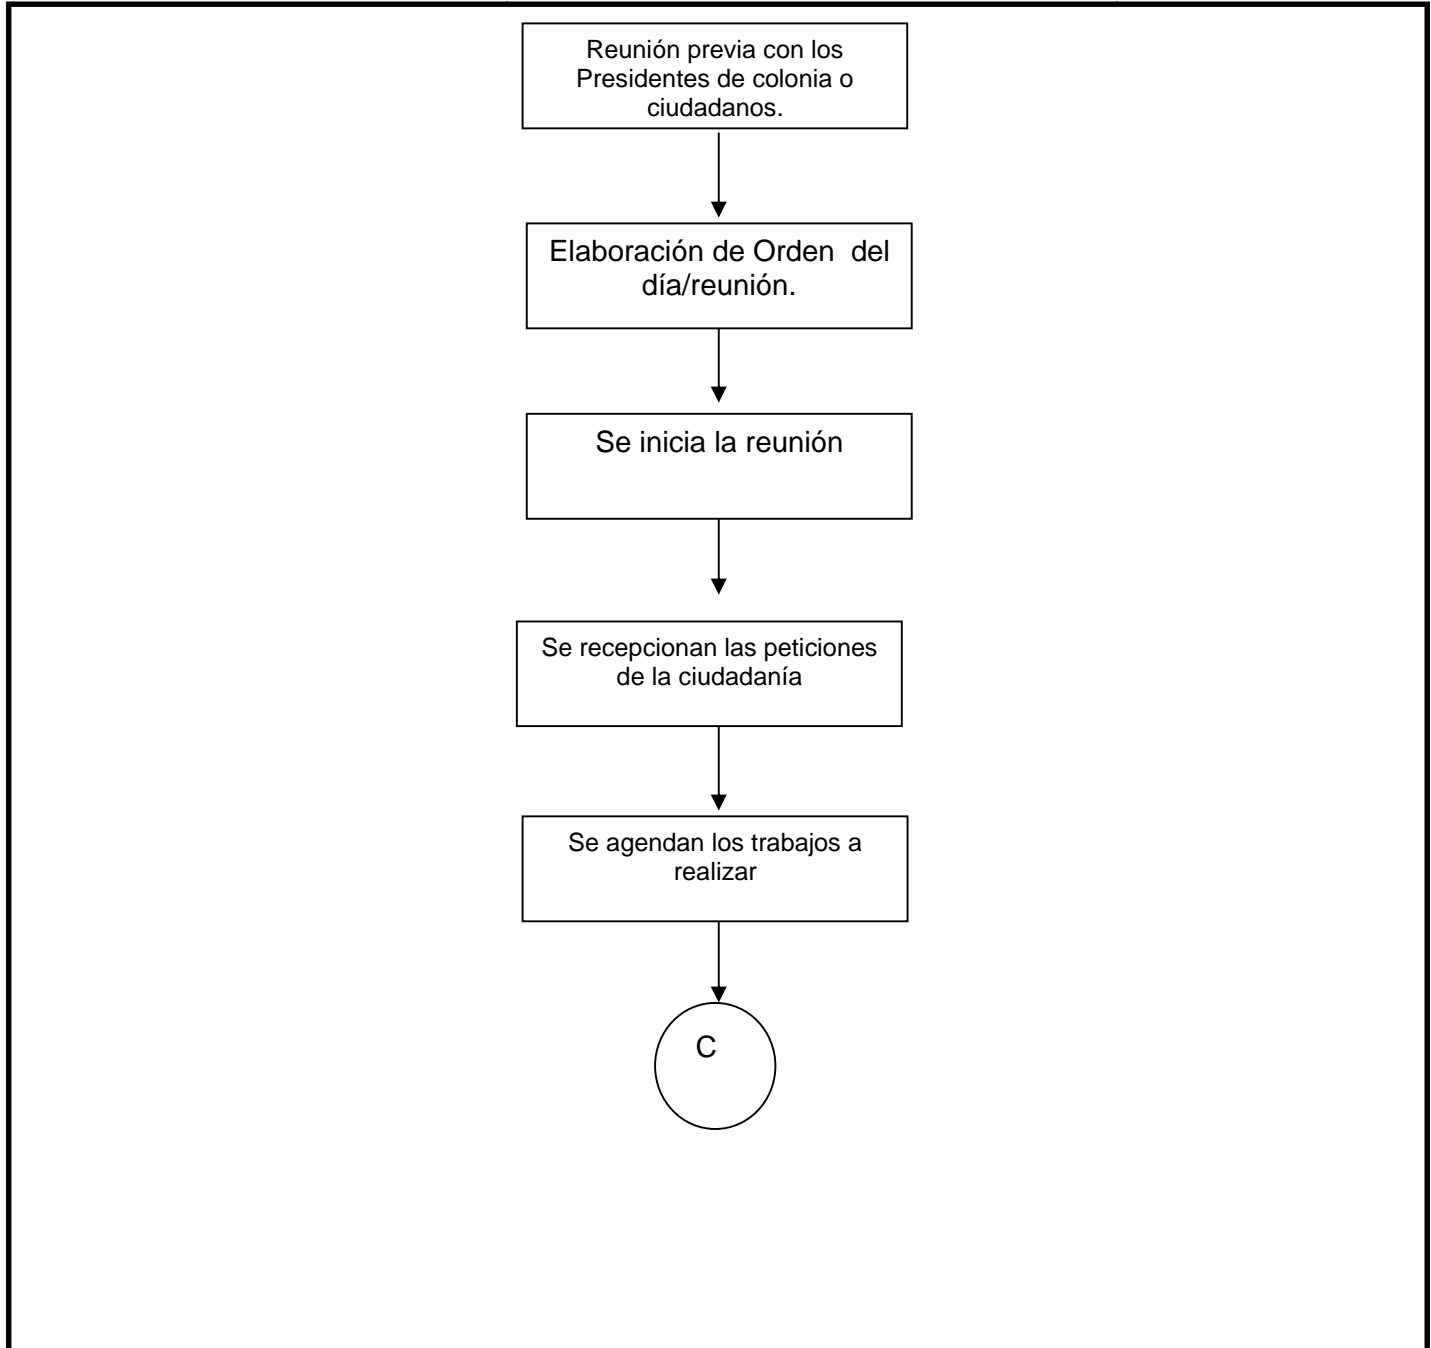 Reunión previa con los
Presidentes de colonia o
ciudadanos.
Elaboración de Orden  del
día/reunión.
Se inicia la reunión
Se recepcionan las peticiones
de la ciudadanía
Se agendan los trabajos a
realizar
C